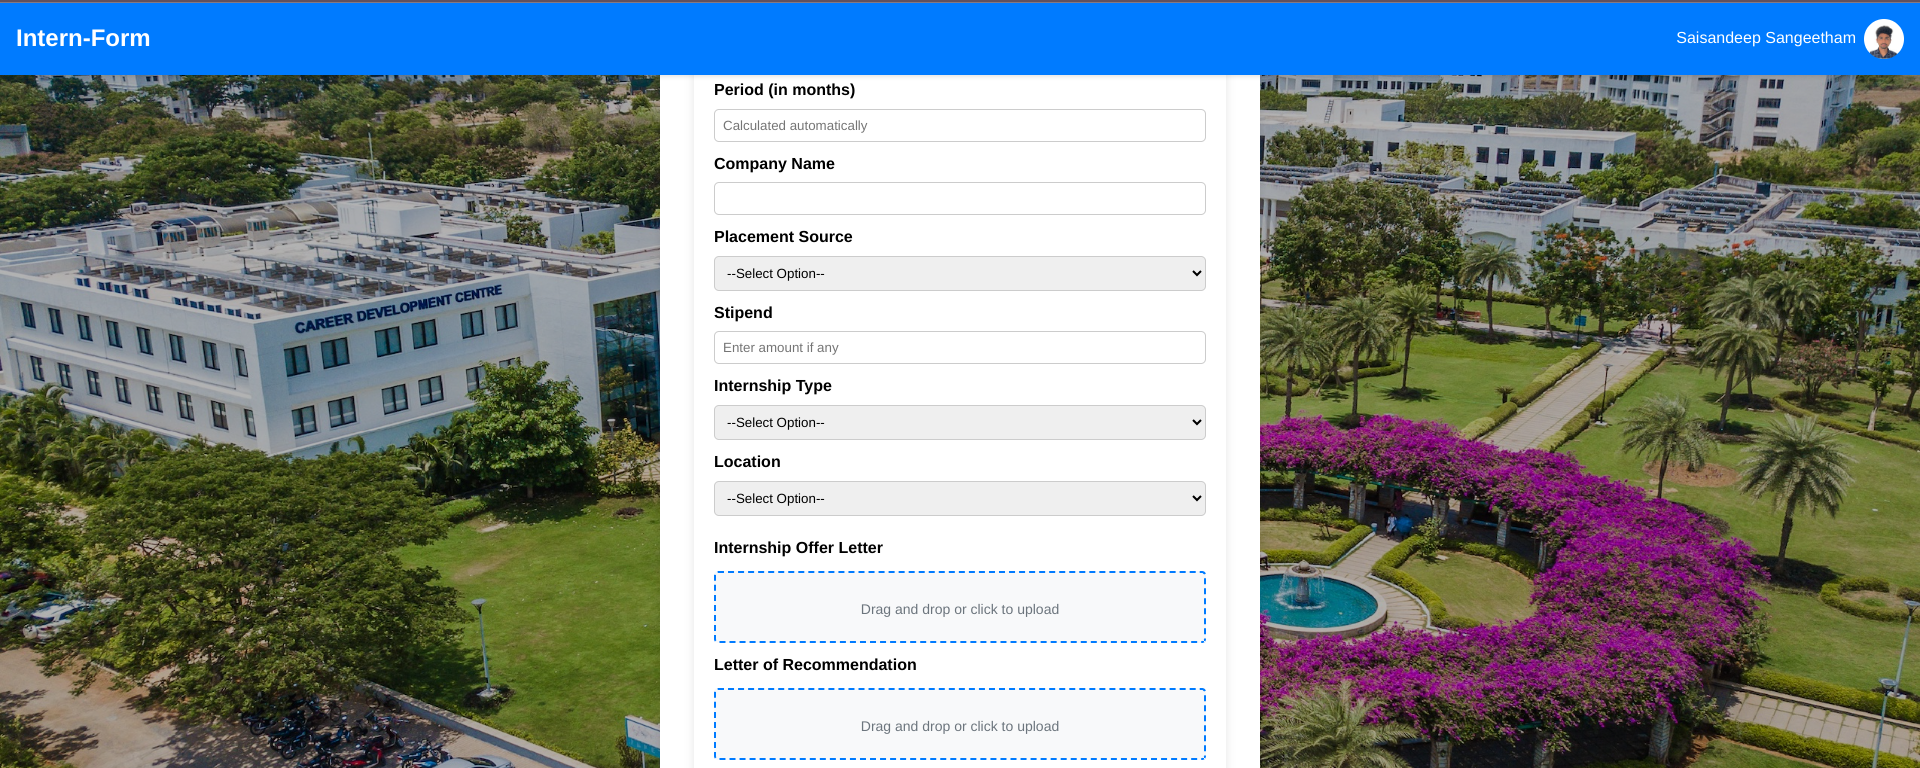 Intern-Form
Saisandeep Sangeetham
Period (in months)
Calculated automatically
Company Name
Placement Source
--Select Option--
Stipend
Enter amount if any
Internship Type
--Select Option--
Location
--Select Option--
Internship Offer Letter
Drag and drop or click to upload
Letter of Recommendation
Drag and drop or click to upload
CAREER DEVELOPMENT CENTRE